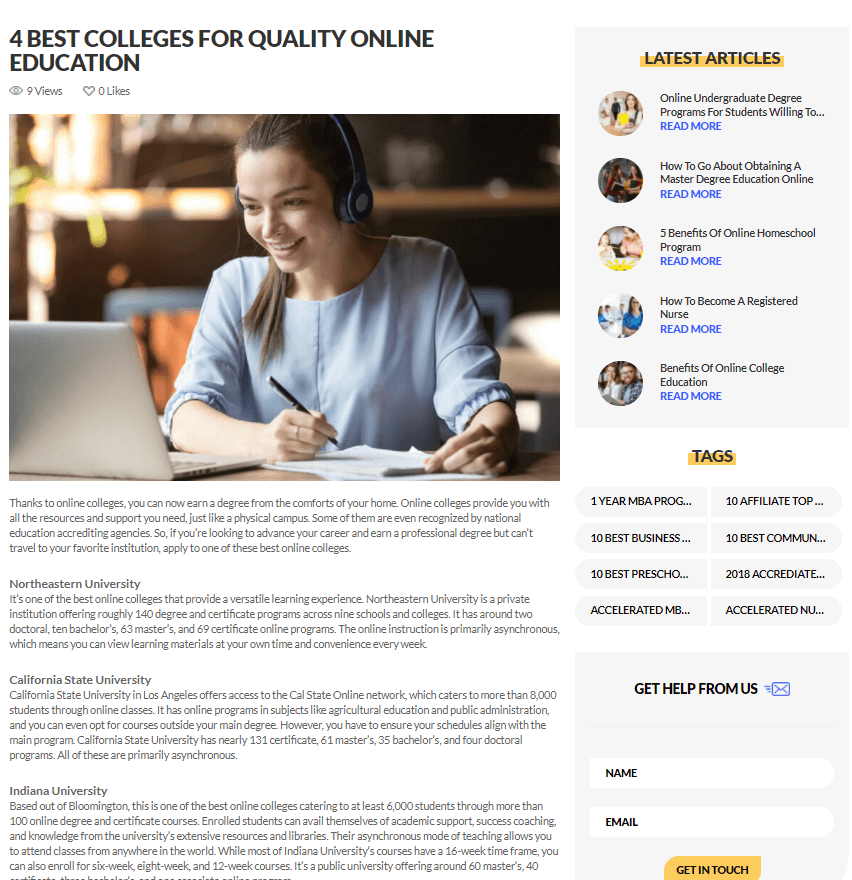 4 BEST COLLEGES FOR QUALITY ONLINE
EDUCATION
9 Views
0 Likes
Thanks to online colleges, you can now earn a degree from the comforts of your home. Online colleges provide you with
all the resources and support you need, just like a physical campus. Some of them are even recognized by national
education accrediting agencies. So, if you're looking to advance your career and earn a professional degree but can't
travel to your favorite institution, apply to one of these best online colleges.
Northeastern University
It's one of the best online colleges that provide a versatile learning experience. Northeastern University is a private
institution offering roughly 140 degree and certificate programs across nine schools and colleges. It has around two
doctoral, ten bachelor's, 63 master's, and 69 certificate online programs. The online instruction is primarily asynchronous,
which means you can view learning materials at your own time and convenience every week.
California State University
California State University in Los Angeles offers access to the Cal State Online network, which caters to more than 8,000
students through online classes. It has online programs in subjects like agricultural education and public administration,
and you can even opt for courses outside your main degree. However, you have to ensure your schedules align with the
main program. California State University has nearly 131 certificate, 61 master's, 35 bachelor's, and four doctoral
programs. All of these are primarily asynchronous.
Indiana University
Based out of Bloomington, this is one of the best online colleges catering to at least 6,000 students through more than
100 online degree and certificate courses. Enrolled students can avail themselves of academic support, success coaching,
and knowledge from the university's extensive resources and libraries. Their asynchronous mode of teaching allows you
to attend classes from anywhere in the world. While most of Indiana University's courses have a 16-week time frame, you
can also enroll for six-week, eight-week, and 12-week courses. It's a public university offering around 60 master's, 40
certificate, three bachelor's, and one associate online program.
LATEST ARTICLES
Online Undergraduate Degree
Programs For Students Willing To...
READ MORE
How To Go About Obtaining A
Master Degree Education Online
READ MORE
5 Benefits Of Online Homeschool
Program
READ MORE
How To Become A Registered
Nurse
READ MORE
Benefits Of Online College
Education
READ MORE
TAGS
1 YEAR MBA PROG...
10 AFFILIATE TOP ...
10 BEST BUSINESS ...
10 BEST COMMUN...
10 BEST PRESCHO...
2018 ACCREDIATE...
ACCELERATED MB...
ACCELERATED NU...
GET HELP FROM US
NAME
EMAIL
GET IN TOUCH